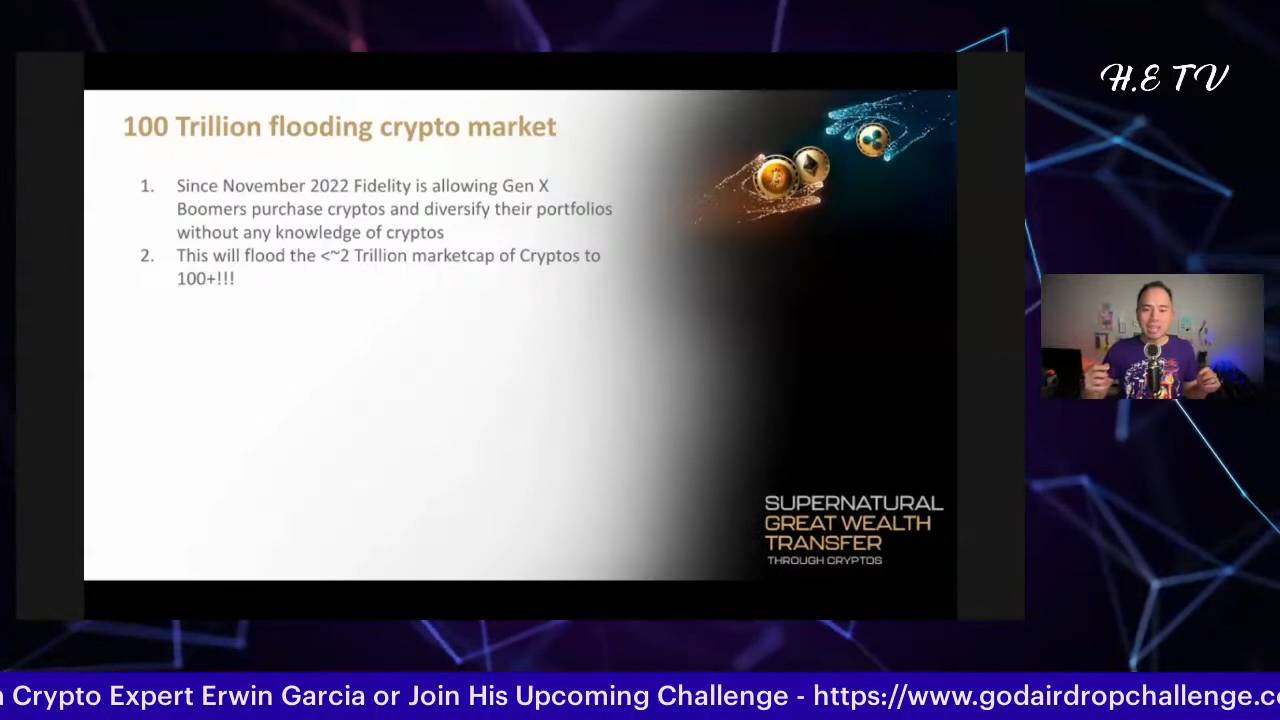 H.E TV
100 Trillion flooding crypto market
1. Since November 2022 Fidelity is allowing Gen X
Boomers purchase cryptos and diversify their portfolios
without any knowledge of cryptos
2. This will flood the <~2 Trillion marketcap of Cryptos to
100+!!!
SUPERNATURAL
GREAT WEALTH
TRANSFER
THROUGH CRYPTOS
Crypto Expert Erwin Garcia or Join His Upcoming Challenge - https://www.godairdropchallenge.c